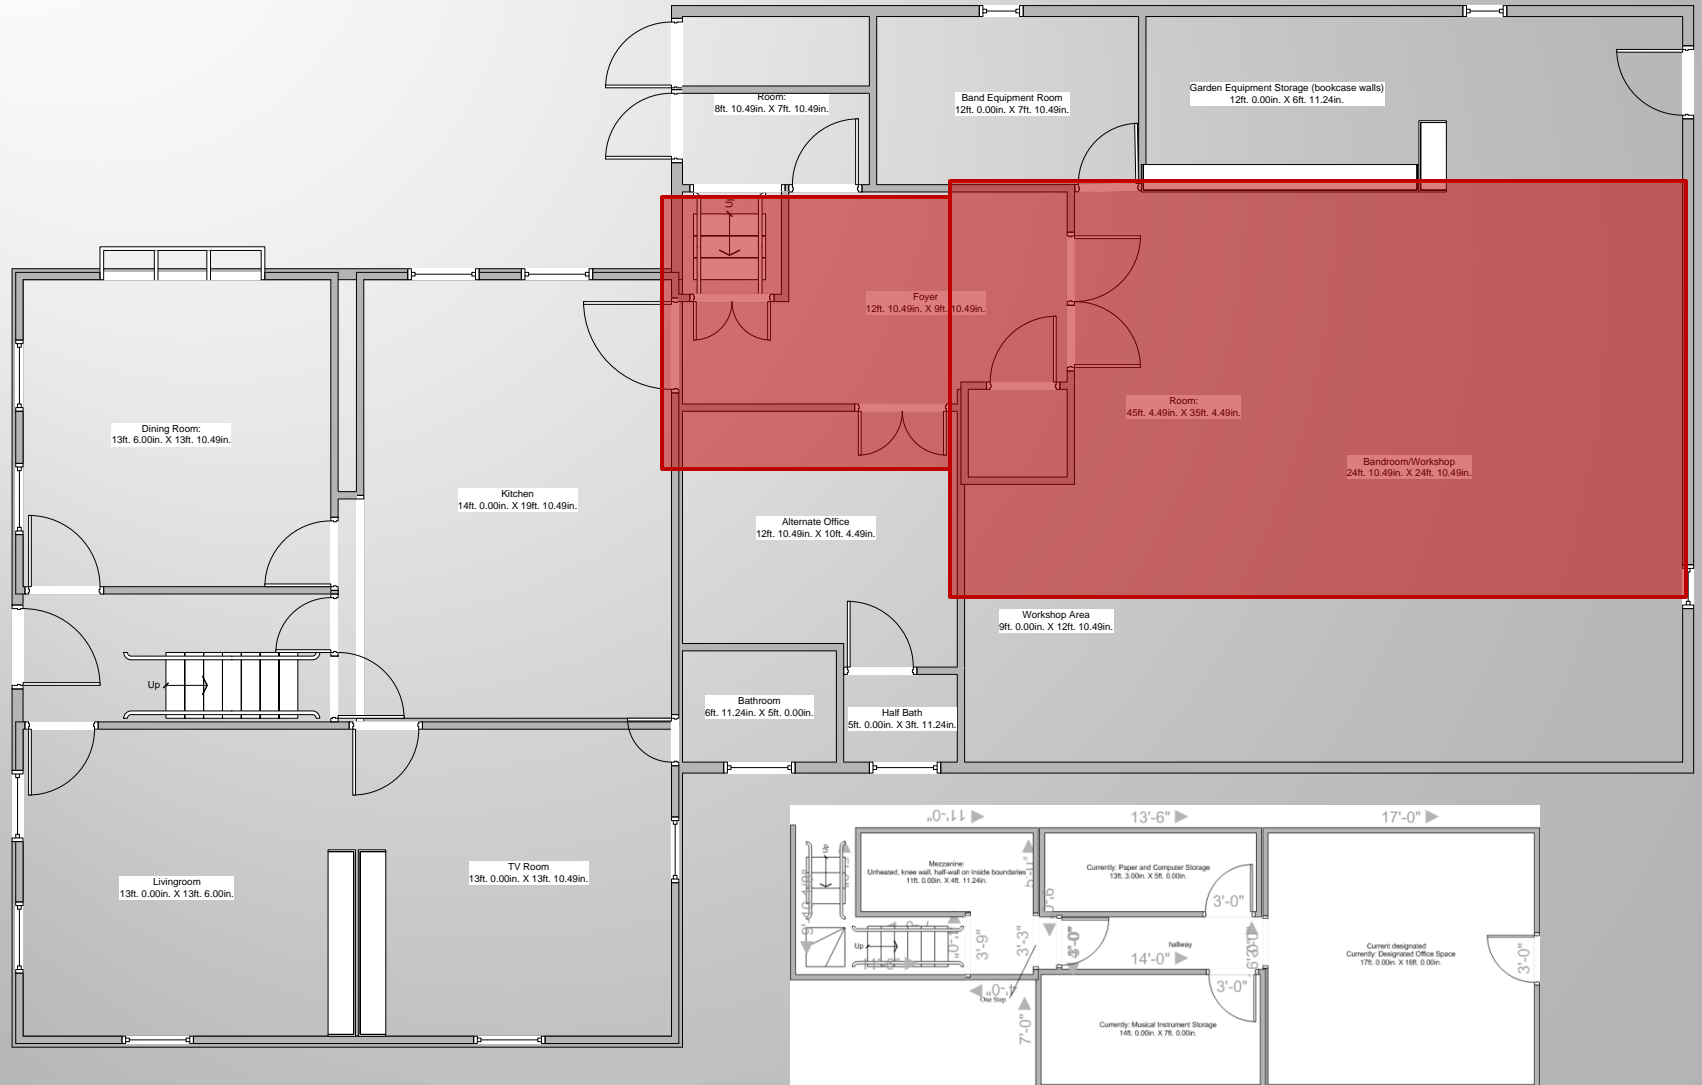 Room:
8ft. 10.49in. X 7ft. 10.49in.
Band Equipment Room
12ft. 0.00in. X 7ft. 10.49in.
Garden Equipment Storage (bookcase walls)
12ft. 0.00in. X 6ft. 11.24in.
Up
Foyer
12ft. 10.49in. X 9ft. 10.49in.
Room:
45ft. 4.49in. X 35ft. 4.49in.
Bandroom/Workshop
24ft. 10.49in. X 24ft. 10.49in.
Dining Room:
13ft. 6.00in. X 13ft. 10.49in.
Kitchen
14ft. 0.00in. X 19ft. 10.49in.
Alternate Office
12ft. 10.49in. X 10ft. 4.49in.
Workshop Area
9ft. 0.00in. X 12ft. 10.49in.
Up
Bathroom
6ft. 11.24in. X 5ft. 0.00in.
Half Bath
5ft. 0.00in. X 3ft. 11.24in.
Livingroom
13ft. 0.00in. X 13ft. 6.00in.
TV Room
13ft. 0.00in. X 13ft. 10.49in.
11'-0"
13'-6"
17'-0"
Up
Mezzanine:
Unheated, knee wall, half-wall on inside boundaries
11ft. 0.00in. X 4ft. 11.24in.
Currently: Paper and Computer Storage
13ft. 3.00in. X 5ft. 0.00in.
3'-0"
Up
3'-9"
3'-3"
hallway
14'-0"
Current designated
Currently: Designated Office Space
17ft. 0.00in. X 16ft. 0.00in.
3'-0"
3'-0"
4'-0"
One Step
7'-0"
Currently: Musical Instrument Storage
14ft. 0.00in. X 7ft. 0.00in.